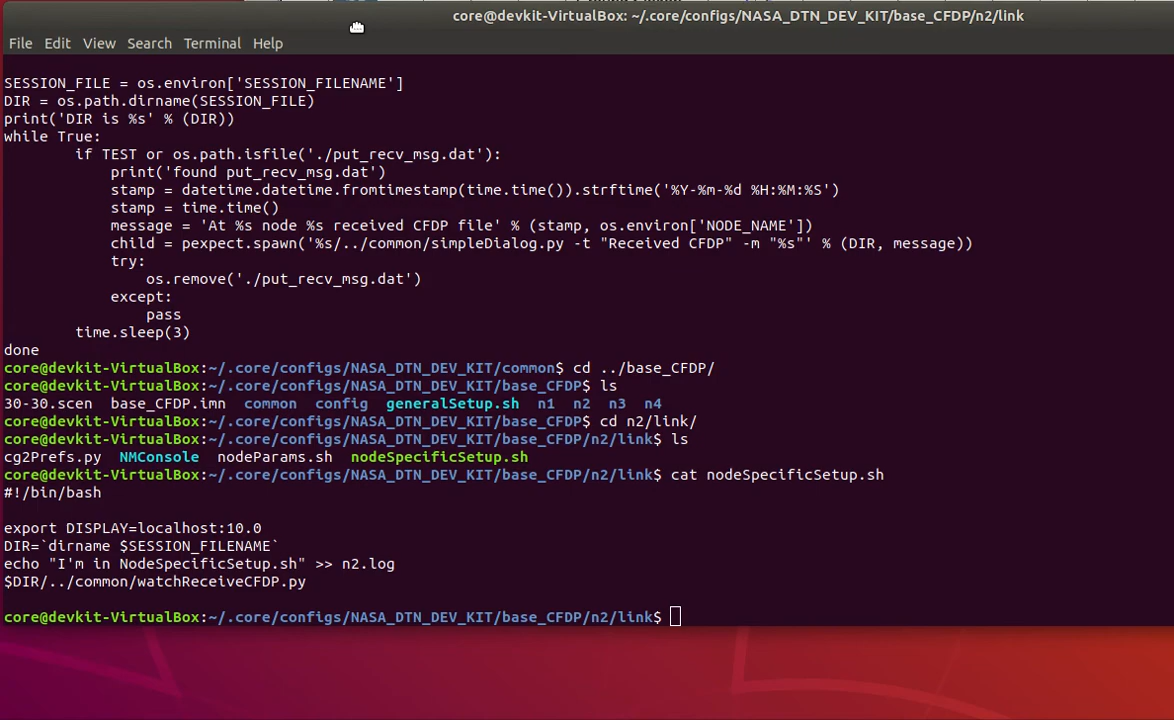 core@devkit-VirtualBox: ~/.core/configs/NASA_DTN_DEV_KIT/base_CFDP/n2/link
File Edit View Search Terminal Help
SESSION_FILE = os.environ['SESSION_FILENAME']
DIR = os.path.dirname(SESSION_FILE)
print('DIR is %s' % (DIR))
while True:
        if TEST or os.path.isfile('./put_recv_msg.dat'):
            print('found put_recv_msg.dat')
            stamp = datetime.datetime.fromtimestamp(time.time()).strftime('%Y-%m-%d %H:%M:%S')
            stamp = time.time()
            message = 'At %s node %s received CFDP file' % (stamp, os.environ['NODE_NAME'])
            child = pexpect.spawn('%s/../common/simpleDialog.py -t "Received CFDP" -m "%s"' % (DIR, message))
            try:
                os.remove('./put_recv_msg.dat')
            except:
                pass
        time.sleep(3)
done
core@devkit-VirtualBox:~/.core/configs/NASA_DTN_DEV_KIT/common$ cd ../base_CFDP/
core@devkit-VirtualBox:~/.core/configs/NASA_DTN_DEV_KIT/base_CFDP$ ls
30-30.scen  base_CFDP.imn  common  config  generalSetup.sh  n1  n2  n3  n4
core@devkit-VirtualBox:~/.core/configs/NASA_DTN_DEV_KIT/base_CFDP$ cd n2/link/
core@devkit-VirtualBox:~/.core/configs/NASA_DTN_DEV_KIT/base_CFDP/n2/link$ ls
cg2Prefs.py  NMConsole  nodeParams.sh  nodeSpecificSetup.sh
core@devkit-VirtualBox:~/.core/configs/NASA_DTN_DEV_KIT/base_CFDP/n2/link$ cat nodeSpecificSetup.sh
#!/bin/bash
export DISPLAY=localhost:10.0
DIR=`dirname $SESSION_FILENAME`
echo "I'm in NodeSpecificSetup.sh" >> n2.log
$DIR/../common/watchReceiveCFDP.py
core@devkit-VirtualBox:~/.core/configs/NASA_DTN_DEV_KIT/base_CFDP/n2/link$